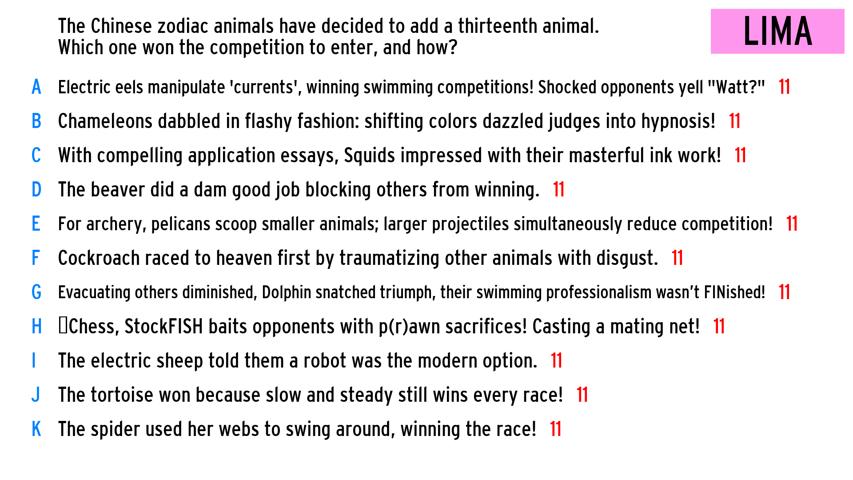 The Chinese zodiac animals have decided to add a thirteenth animal.
Which one won the competition to enter, and how?
LIMA
A Electric eels manipulate 'currents', winning swimming competitions! Shocked opponents yell "Watt?" 11
B Chameleons dabbled in flashy fashion: shifting colors dazzled judges into hypnosis! 11
C With compelling application essays, Squids impressed with their masterful ink work! 11
D The beaver did a dam good job blocking others from winning. 11
E For archery, pelicans scoop smaller animals; larger projectiles simultaneously reduce competition! 11
F Cockroach raced to heaven first by traumatizing other animals with disgust. 11
G Evacuating others diminished, Dolphin snatched triumph, their swimming professionalism wasn't FINished! 11
H Chess, StockFISH baits opponents with p(r)awn sacrifices! Casting a mating net! 11
I The electric sheep told them a robot was the modern option. 11
J The tortoise won because slow and steady still wins every race! 11
K The spider used her webs to swing around, winning the race! 11